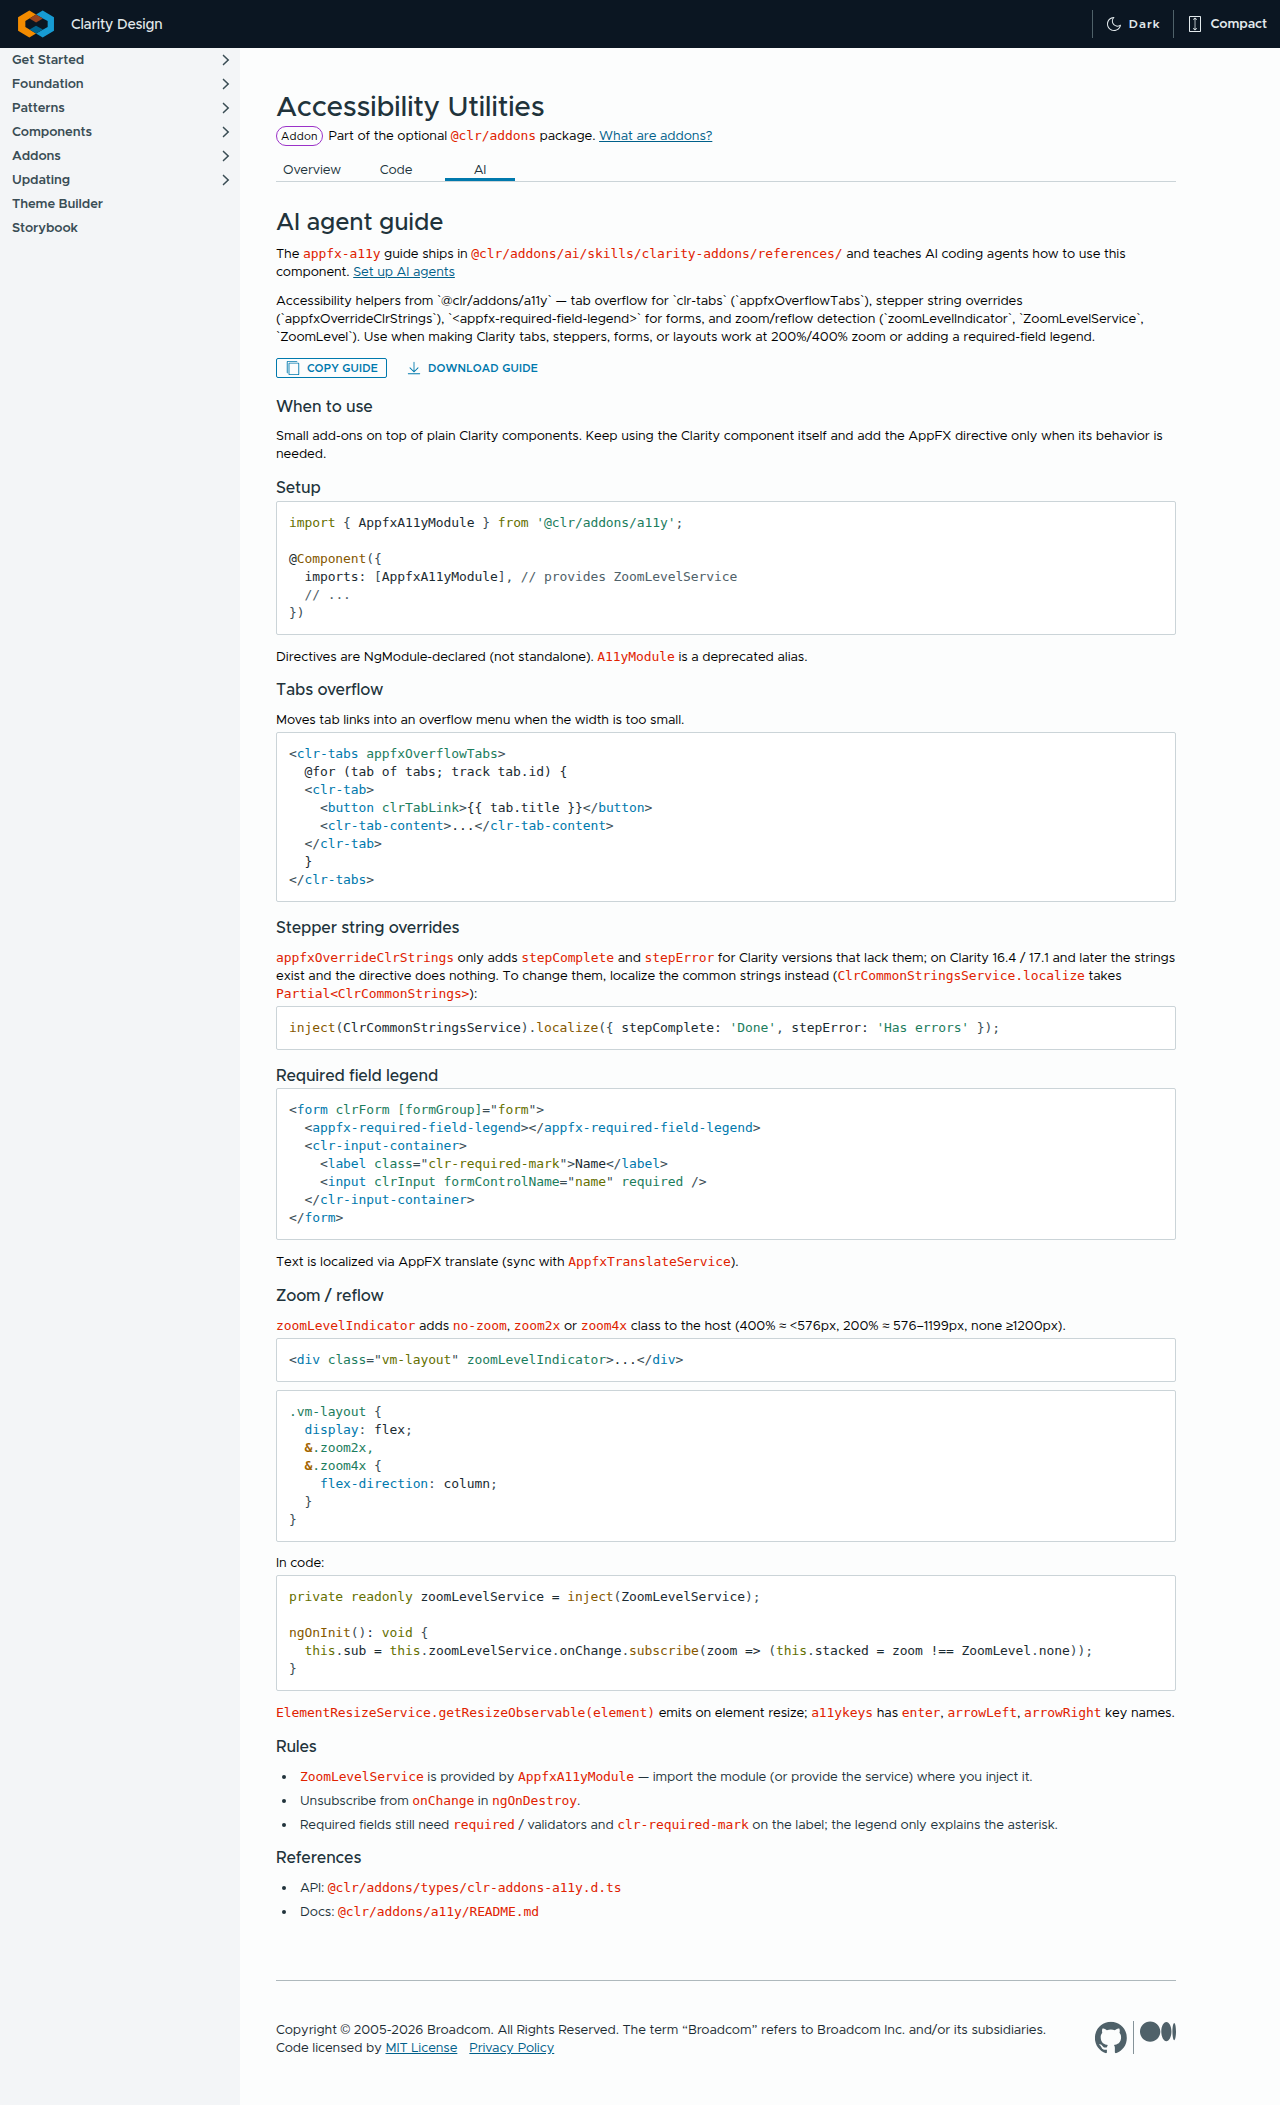 Clarity Design
Dark
Compact
Get Started
Foundation
Patterns
Components
Addons
Updating
Theme Builder
Storybook
Accessibility Utilities
Addon Part of the optional @clr/addons package. What are addons?
Overview Code AI
AI agent guide
The appfx-a11y guide ships in @clr/addons/ai/skills/clarity-addons/references/ and teaches AI coding agents how to use this
component. Set up AI agents
Accessibility helpers from `@clr/addons/a11y` — tab overflow for `clr-tabs` (`appfxOverflowTabs`), stepper string overrides
(`appfxOverrideClrStrings`), `<appfx-required-field-legend>` for forms, and zoom/reflow detection (`zoomLevelIndicator`, `ZoomLevelService`,
`ZoomLevel`). Use when making Clarity tabs, steppers, forms, or layouts work at 200%/400% zoom or adding a required-field legend.
COPY GUIDE DOWNLOAD GUIDE
When to use
Small add-ons on top of plain Clarity components. Keep using the Clarity component itself and add the AppFX directive only when its behavior is
needed.
Setup
import { AppfxA11yModule } from '@clr/addons/a11y';
@Component({
  imports: [AppfxA11yModule], // provides ZoomLevelService
  // ...
})
Directives are NgModule-declared (not standalone). A11yModule is a deprecated alias.
Tabs overflow
Moves tab links into an overflow menu when the width is too small.
<clr-tabs appfxOverflowTabs>
  @for (tab of tabs; track tab.id) {
  <clr-tab>
    <button clrTabLink>{{ tab.title }}</button>
    <clr-tab-content>...</clr-tab-content>
  </clr-tab>
  }
</clr-tabs>
Stepper string overrides
appfxOverrideClrStrings only adds stepComplete and stepError for Clarity versions that lack them; on Clarity 16.4 / 17.1 and later the strings
exist and the directive does nothing. To change them, localize the common strings instead (ClrCommonStringsService.localize takes
Partial<ClrCommonStrings>):
inject(ClrCommonStringsService).localize({ stepComplete: 'Done', stepError: 'Has errors' });
Required field legend
<form clrForm [formGroup]="form">
  <appfx-required-field-legend></appfx-required-field-legend>
  <clr-input-container>
    <label class="clr-required-mark">Name</label>
    <input clrInput formControlName="name" required />
  </clr-input-container>
</form>
Text is localized via AppFX translate (sync with AppfxTranslateService).
Zoom / reflow
zoomLevelIndicator adds no-zoom, zoom2x or zoom4x class to the host (400% ≈ <576px, 200% ≈ 576–1199px, none ≥1200px).
<div class="vm-layout" zoomLevelIndicator>...</div>
.vm-layout {
  display: flex;
  &.zoom2x,
  &.zoom4x {
    flex-direction: column;
  }
}
In code:
private readonly zoomLevelService = inject(ZoomLevelService);
ngOnInit(): void {
  this.sub = this.zoomLevelService.onChange.subscribe(zoom => (this.stacked = zoom !== ZoomLevel.none));
}
ElementResizeService.getResizeObservable(element) emits on element resize; a11ykeys has enter, arrowLeft, arrowRight key names.
Rules
• ZoomLevelService is provided by AppfxA11yModule — import the module (or provide the service) where you inject it.
• Unsubscribe from onChange in ngOnDestroy.
• Required fields still need required / validators and clr-required-mark on the label; the legend only explains the asterisk.
References
• API: @clr/addons/types/clr-addons-a11y.d.ts
• Docs: @clr/addons/a11y/README.md
Copyright © 2005-2026 Broadcom. All Rights Reserved. The term “Broadcom” refers to Broadcom Inc. and/or its subsidiaries.
Code licensed by MIT License Privacy Policy